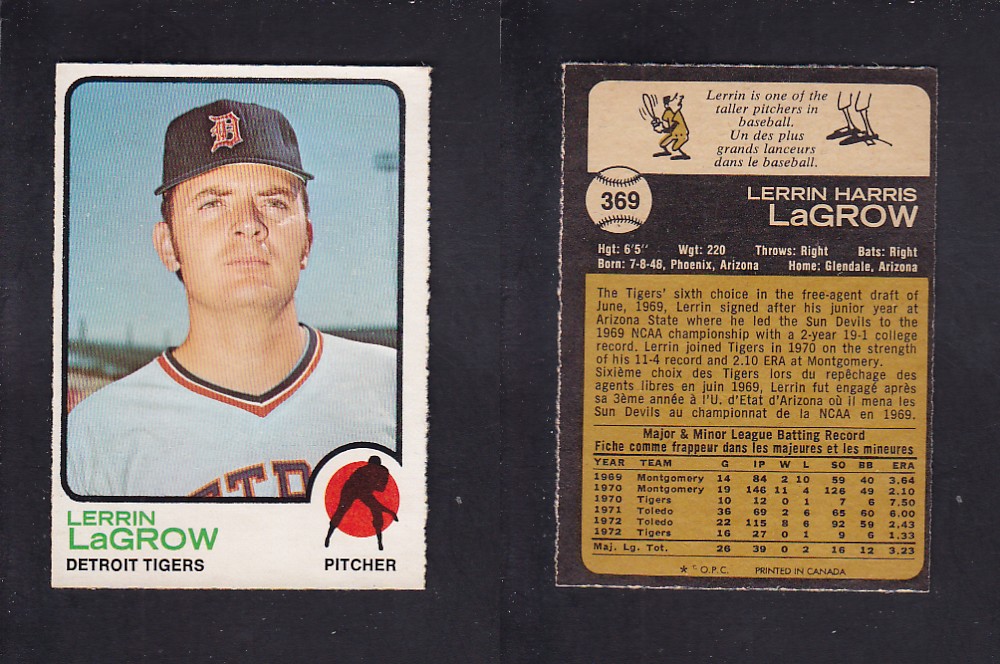 D
ETR
LERRIN
LaGROW
DETROIT TIGERS
PITCHER
Lerrin is one of the
taller pitchers in
baseball.
Un des plus
grands lanceurs
dans le baseball.
369
LERRIN HARRIS
LaGROW
Hgt: 6'5" Wgt: 220 Throws: Right Bats: Right
Born: 7-8-48, Phoenix, Arizona Home: Glendale, Arizona
The Tigers' sixth choice in the free-agent draft of
June, 1969, Lerrin signed after his junior year at
Arizona State where he led the Sun Devils to the
1969 NCAA championship with a 2-year 19-1 college
record. Lerrin joined Tigers in 1970 on the strength
of his 11-4 record and 2.10 ERA at Montgomery.
Sixième choix des Tigers lors du repêchage des
agents libres en juin 1969, Lerrin fut engagé après
sa 3ème année à l'U. d'Etat d'Arizona où il mena les
Sun Devils au championnat de la NCAA en 1969.
Major & Minor League Batting Record
Fiche comme frappeur dans les majeures et les mineures
YEAR TEAM G IP W L SO BB ERA
1969 Montgomery 14 84 2 10 59 40 3.64
1970 Montgomery 19 146 11 4 126 49 2.10
1970 Tigers 10 12 0 1 7 6 7.50
1971 Toledo 36 69 2 6 65 60 6.00
1972 Toledo 22 115 8 6 92 59 2.43
1972 Tigers 16 27 0 1 9 6 1.33
Maj. Lg. Tot. 26 39 0 2 16 12 3.23
* © O.P.C. PRINTED IN CANADA